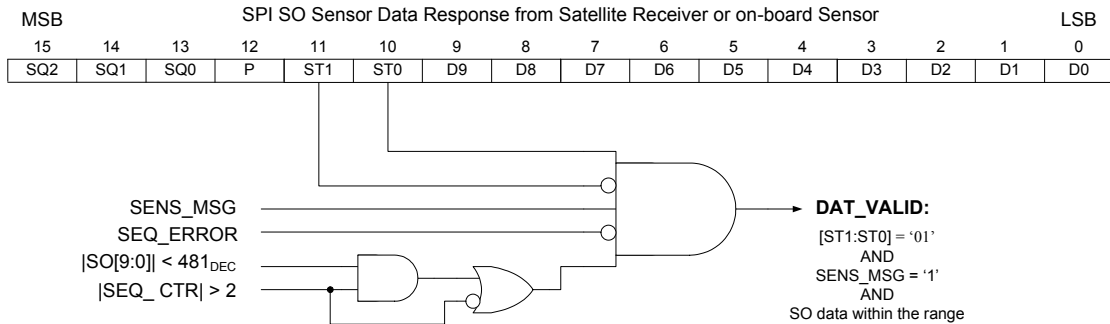 SPI SO Sensor Data Response from Satellite Receiver or on-board Sensor
MSB LSB
15 14 13 12 11 10 9 8 7 6 5 4 3 2 1 0
SQ2 SQ1 SQ0 P ST1 ST0 D9 D8 D7 D6 D5 D4 D3 D2 D1 D0
SENS_MSG
SEQ_ERROR
|SO[9:0]| < 481DEC
|SEQ_ CTR| > 2
DAT_VALID:
[ST1:ST0] = ‘01’
AND
SENS_MSG = ‘1’
AND
SO data within the range